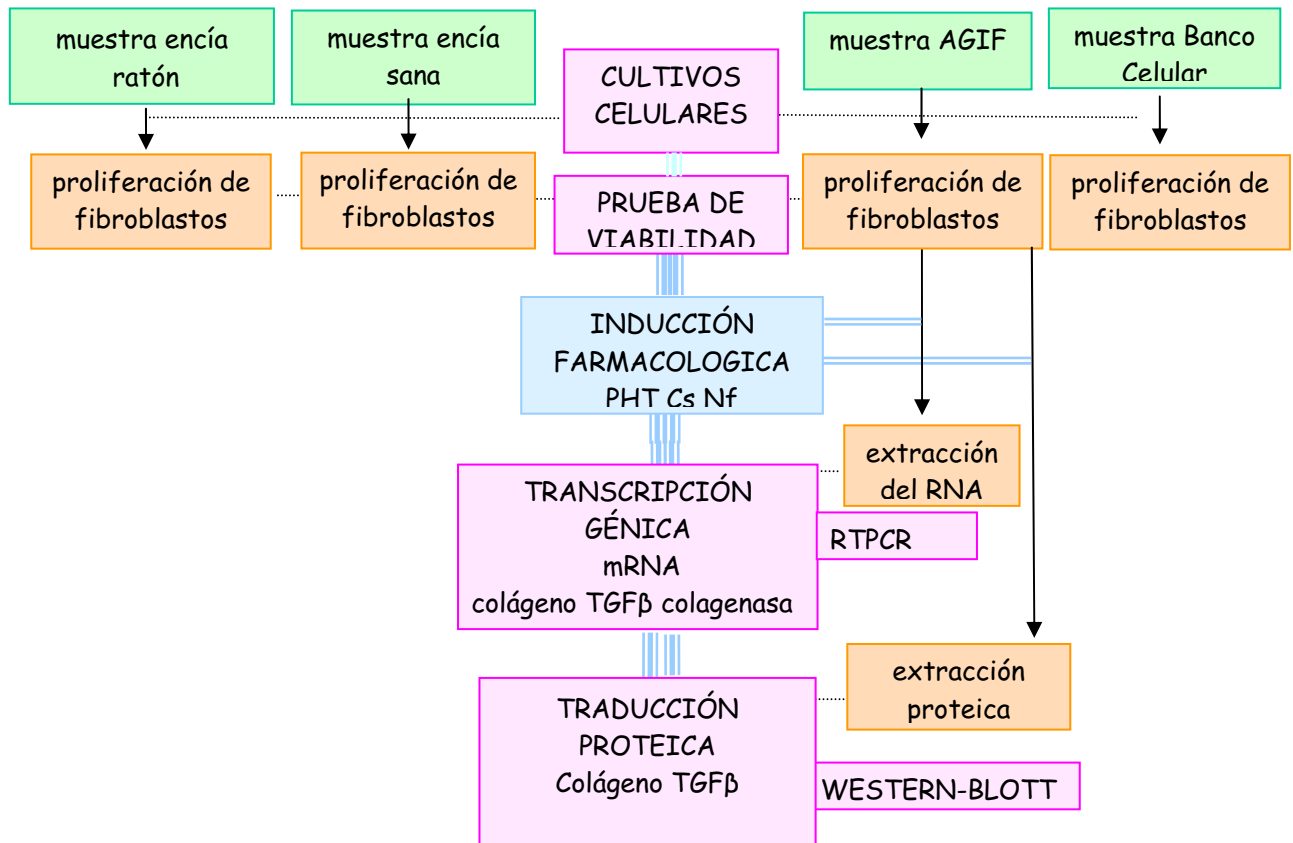 muestra encía
ratón
muestra encía
sana
CULTIVOS
CELULARES
muestra AGIF
muestra Banco
Celular
proliferación de
fibroblastos
proliferación de
fibroblastos
PRUEBA DE
VIABILIDAD
proliferación de
fibroblastos
proliferación de
fibroblastos
INDUCCIÓN
FARMACOLOGICA
PHT Cs Nf
extracción
del RNA
TRANSCRIPCIÓN
GÉNICA
mRNA
colágeno TGFβ colagenasa
RTPCR
extracción
proteica
TRADUCCIÓN
PROTEICA
Colágeno TGFβ
WESTERN-BLOTT